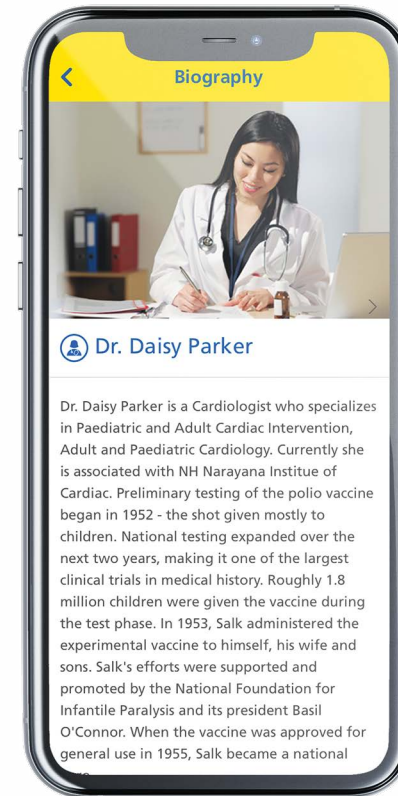 Biography
Dr. Daisy Parker
Dr. Daisy Parker is a Cardiologist who specializes
in Paediatric and Adult Cardiac Intervention,
Adult and Paediatric Cardiology. Currently she
is associated with NH Narayana Institue of
Cardiac. Preliminary testing of the polio vaccine
began in 1952 - the shot given mostly to
children. National testing expanded over the
next two years, making it one of the largest
clinical trials in medical history. Roughly 1.8
million children were given the vaccine during
the test phase. In 1953, Salk administered the
experimental vaccine to himself, his wife and
sons. Salk's efforts were supported and
promoted by the National Foundation for
Infantile Paralysis and its president Basil
O'Connor. When the vaccine was approved for
general use in 1955, Salk became a national